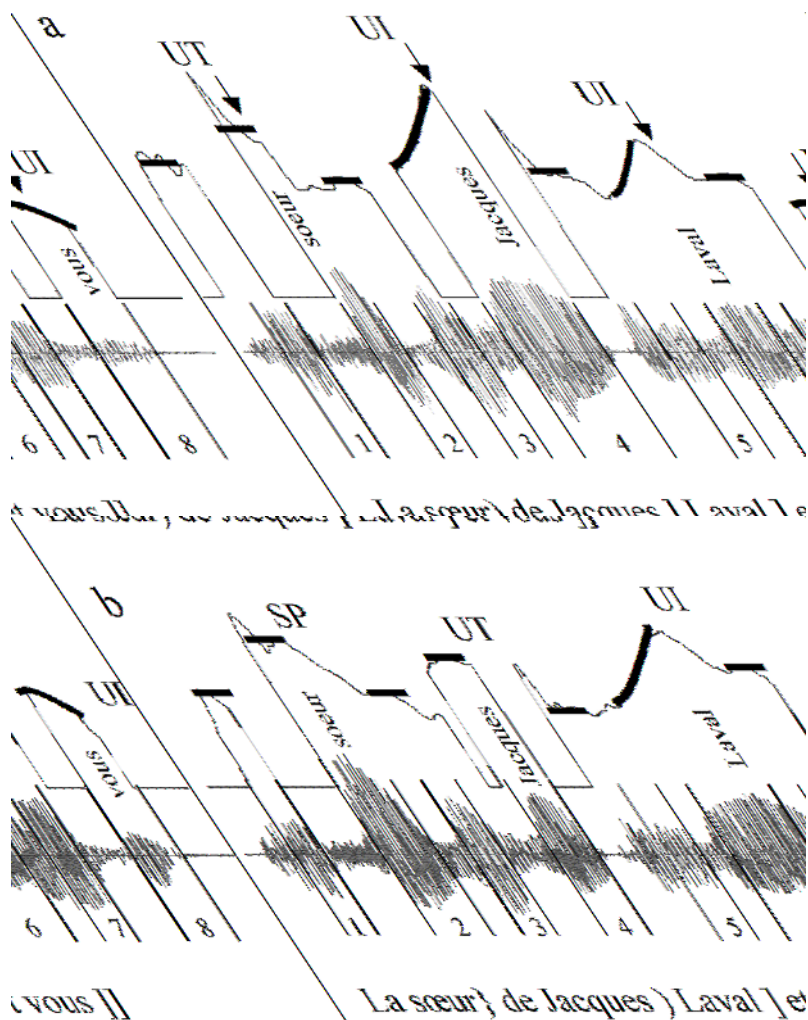 a
UT
UI
UI
UI
vous
soeur
Jacques
Laval
6 7 8 1 2 3 4 5
b
SP
UT
UI
UI
vous
soeur
Jacques
Laval
6 7 8 1 2 3 4 5
vous ]] La sœur} de Jacques ) Laval ] et